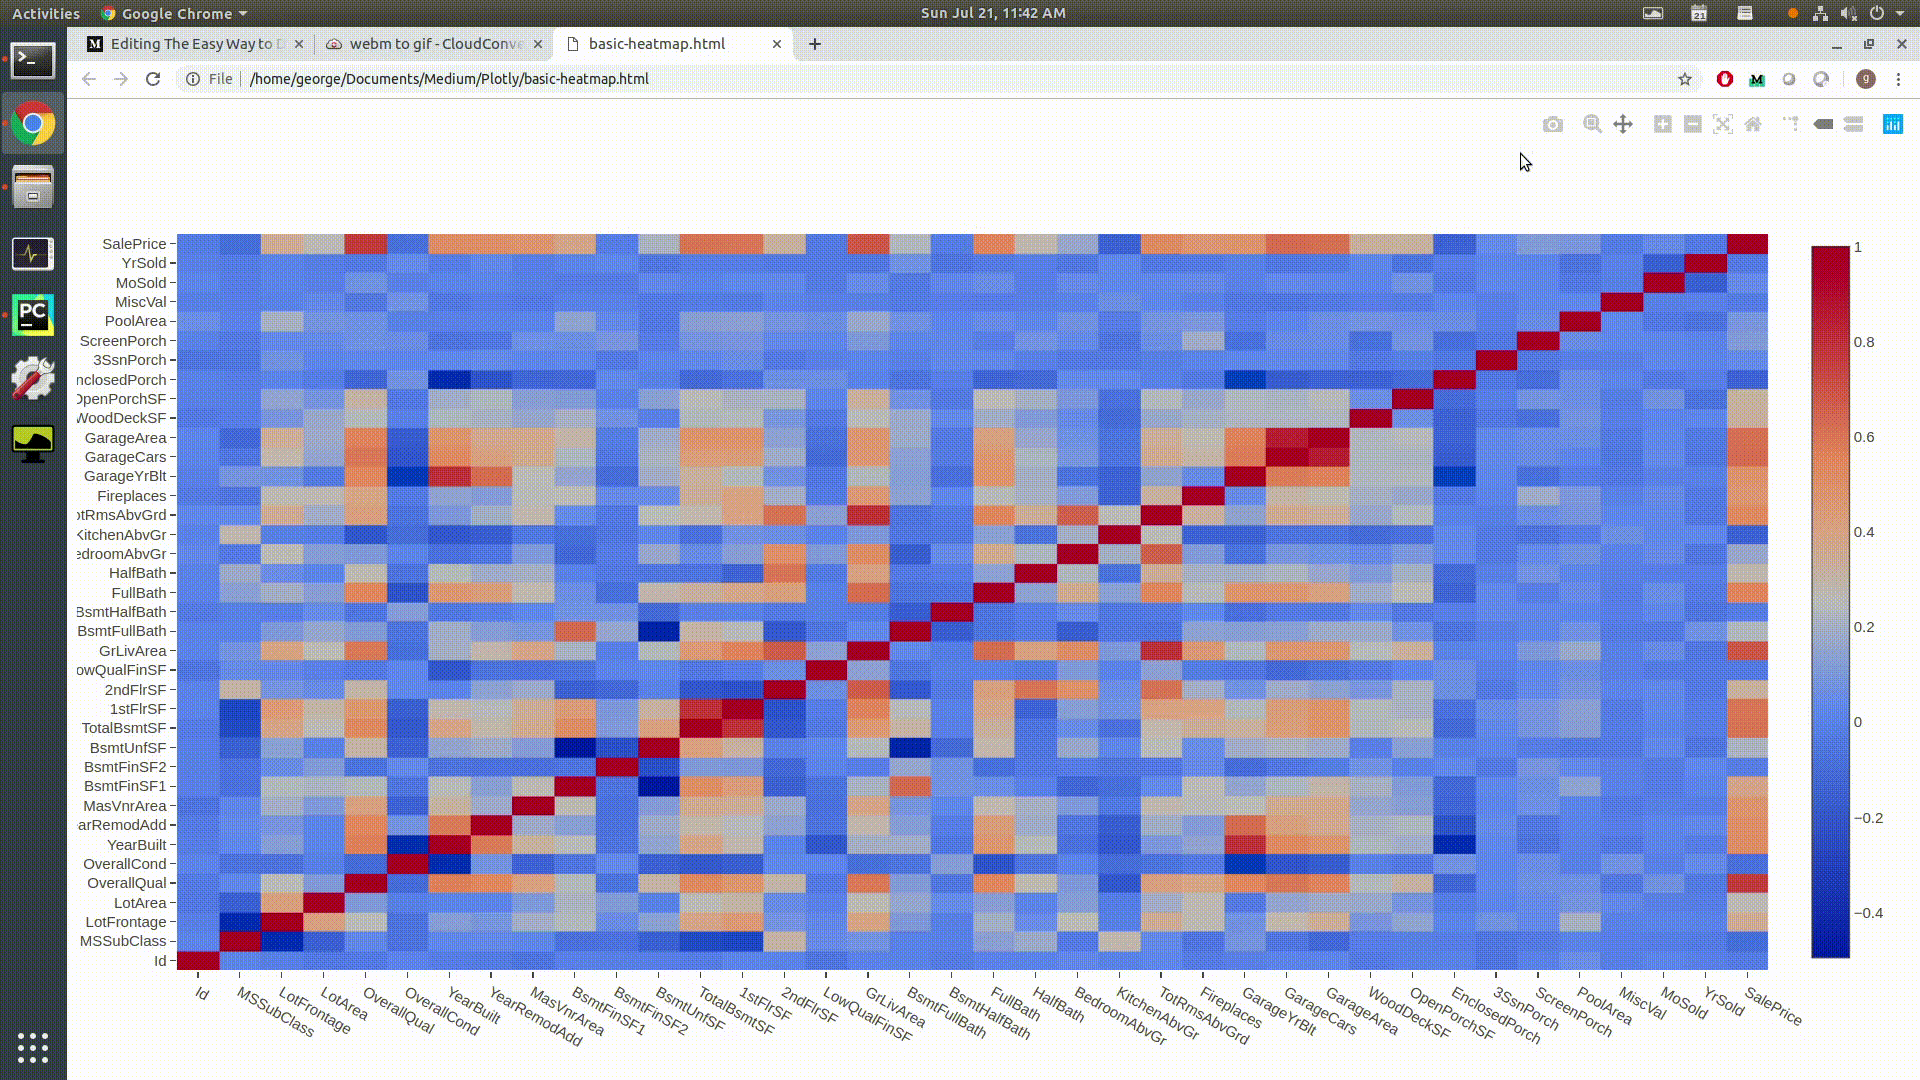 Activities Google Chrome Sun Jul 21, 11:42 AM 21
M Editing The Easy Way to D webm to gif - CloudConve basic-heatmap.html
File /home/george/Documents/Medium/Plotly/basic-heatmap.html M g
PC
SalePrice
YrSold
MoSold
MiscVal
PoolArea
ScreenPorch
3SsnPorch
nclosedPorch
OpenPorchSF
WoodDeckSF
GarageArea
GarageCars
GarageYrBlt
Fireplaces
otRmsAbvGrd
KitchenAbvGr
edroomAbvGr
HalfBath
FullBath
BsmtHalfBath
BsmtFullBath
GrLivArea
owQualFinSF
2ndFlrSF
1stFlrSF
TotalBsmtSF
BsmtUnfSF
BsmtFinSF2
BsmtFinSF1
MasVnrArea
arRemodAdd
YearBuilt
OverallCond
OverallQual
LotArea
LotFrontage
MSSubClass
Id
Id
MSSubClass
LotFrontage
LotArea
OverallQual
OverallCond
YearBuilt
YearRemodAdd
MasVnrArea
BsmtFinSF1
BsmtFinSF2
BsmtUnfSF
TotalBsmtSF
1stFlrSF
2ndFlrSF
LowQualFinSF
GrLivArea
BsmtFullBath
BsmtHalfBath
FullBath
HalfBath
BedroomAbvGr
KitchenAbvGr
TotRmsAbvGrd
Fireplaces
GarageYrBlt
GarageCars
GarageArea
WoodDeckSF
OpenPorchSF
EnclosedPorch
3SsnPorch
ScreenPorch
PoolArea
MiscVal
MoSold
YrSold
SalePrice
1
0.8
0.6
0.4
0.2
0
−0.2
−0.4